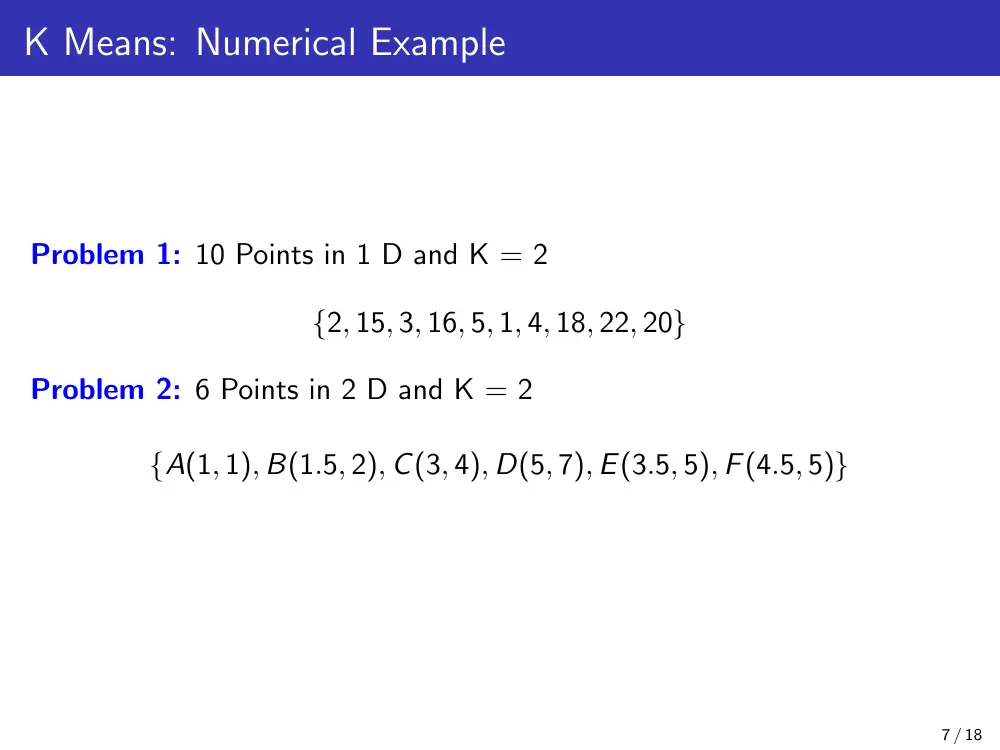 K Means: Numerical Example
Problem 1: 10 Points in 1 D and K = 2
{2, 15, 3, 16, 5, 1, 4, 18, 22, 20}
Problem 2: 6 Points in 2 D and K = 2
{A(1, 1), B(1.5, 2), C(3, 4), D(5, 7), E(3.5, 5), F(4.5, 5)}
7 / 18